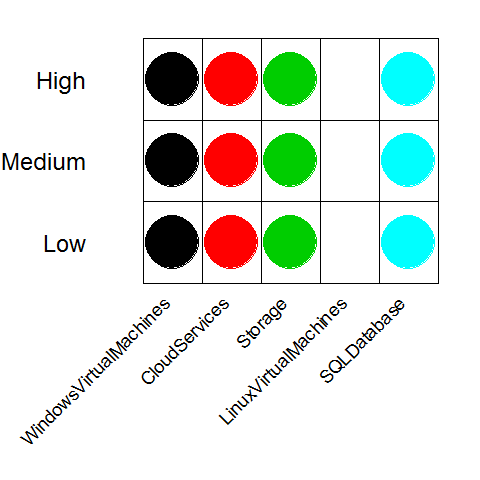 High
Medium
Low
WindowsVirtualMachines
CloudServices
Storage
LinuxVirtualMachines
SQLDatabase